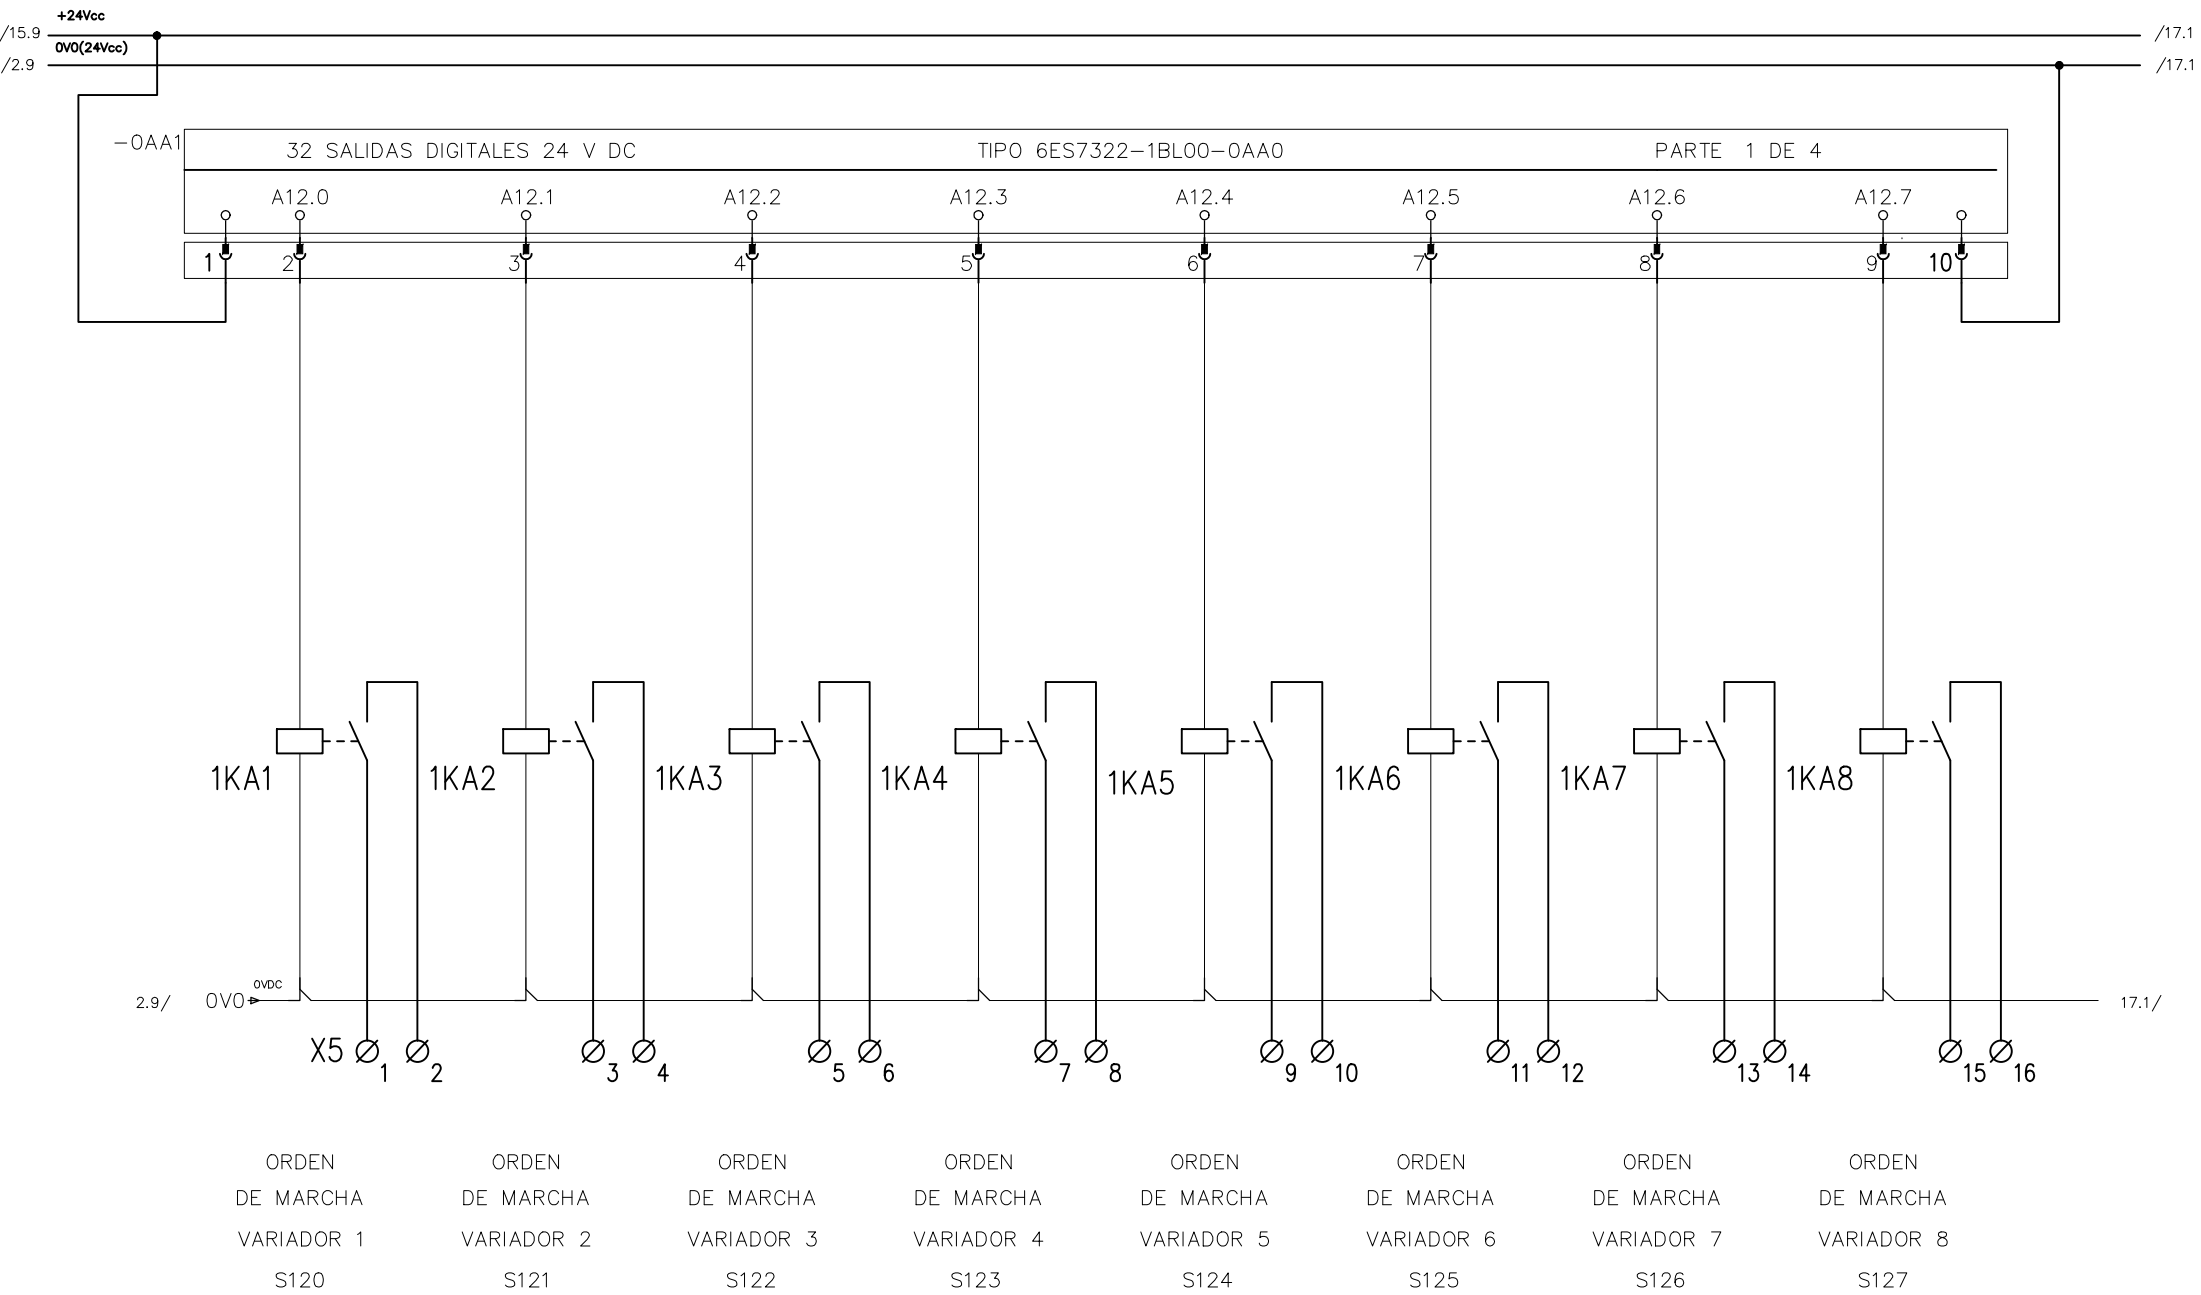 +24Vcc
/15.9 /17.1
0V0(24Vcc)
/2.9 /17.1
-0AA1
32 SALIDAS DIGITALES 24 V DC TIPO 6ES7322-1BL00-0AA0 PARTE 1 DE 4
A12.0 A12.1 A12.2 A12.3 A12.4 A12.5 A12.6 A12.7
1 2 3 4 5 6 7 8 9 10
1KA1 1KA2 1KA3 1KA4 1KA5 1KA6 1KA7 1KA8
0VDC
2.9/ 0V0 17.1/
X5
1 2 3 4 5 6 7 8 9 10 11 12 13 14 15 16
ORDEN ORDEN ORDEN ORDEN ORDEN ORDEN ORDEN ORDEN
DE MARCHA DE MARCHA DE MARCHA DE MARCHA DE MARCHA DE MARCHA DE MARCHA DE MARCHA
VARIADOR 1 VARIADOR 2 VARIADOR 3 VARIADOR 4 VARIADOR 5 VARIADOR 6 VARIADOR 7 VARIADOR 8
S120 S121 S122 S123 S124 S125 S126 S127